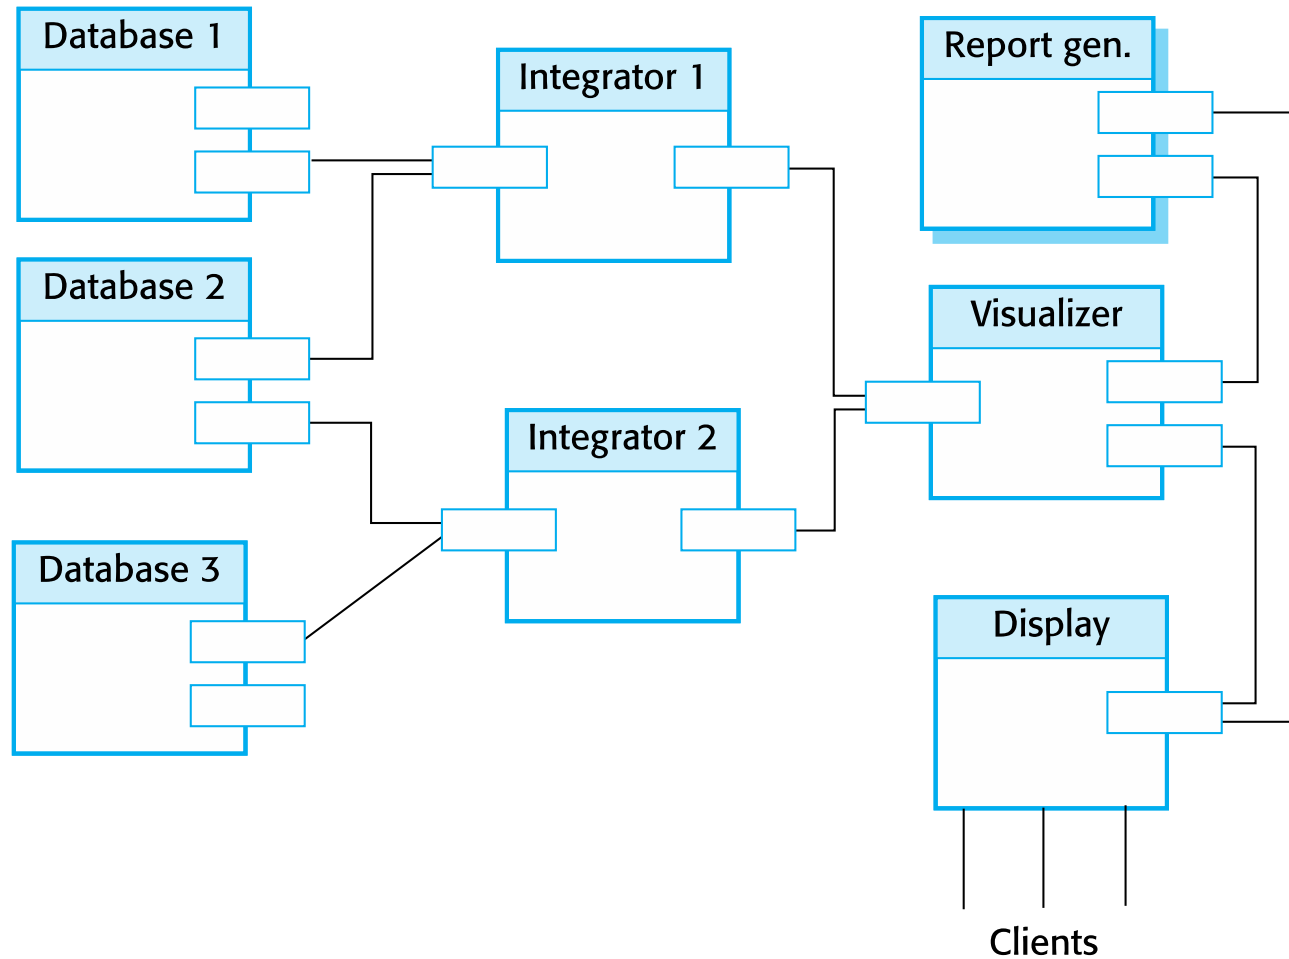 Database 1
Integrator 1
Report gen.
Database 2
Visualizer
Integrator 2
Database 3
Display
Clients